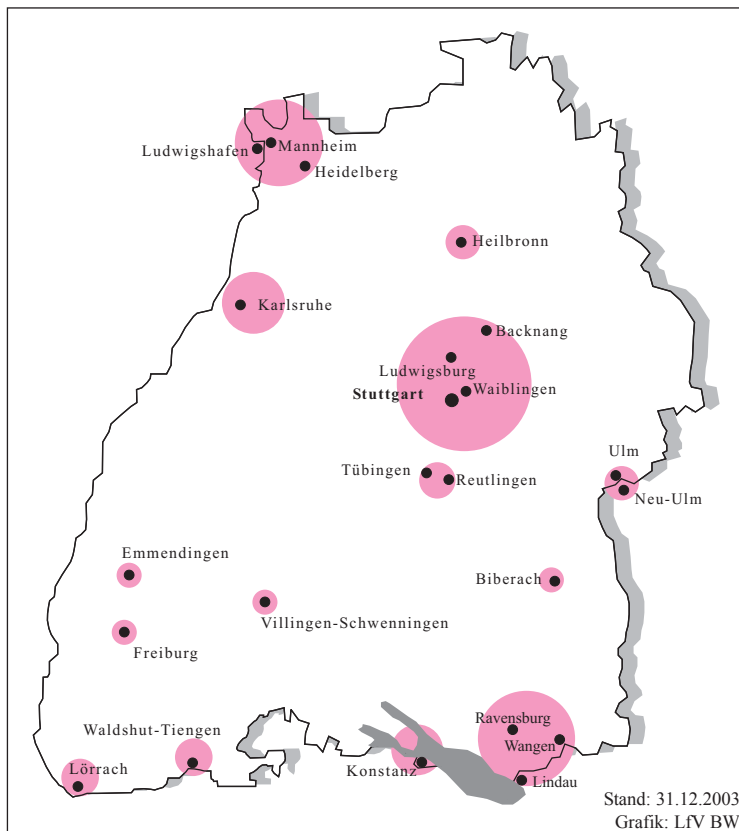 Mannheim
Ludwigshafen
Heidelberg
Heilbronn
Karlsruhe
Backnang
Ludwigsburg
Waiblingen
Stuttgart
Ulm
Tübingen
Reutlingen
Neu-Ulm
Emmendingen
Biberach
Villingen-Schwenningen
Freiburg
Ravensburg
Waldshut-Tiengen
Wangen
Lörrach
Konstanz
Lindau
Stand: 31.12.2003
Grafik: LfV BW